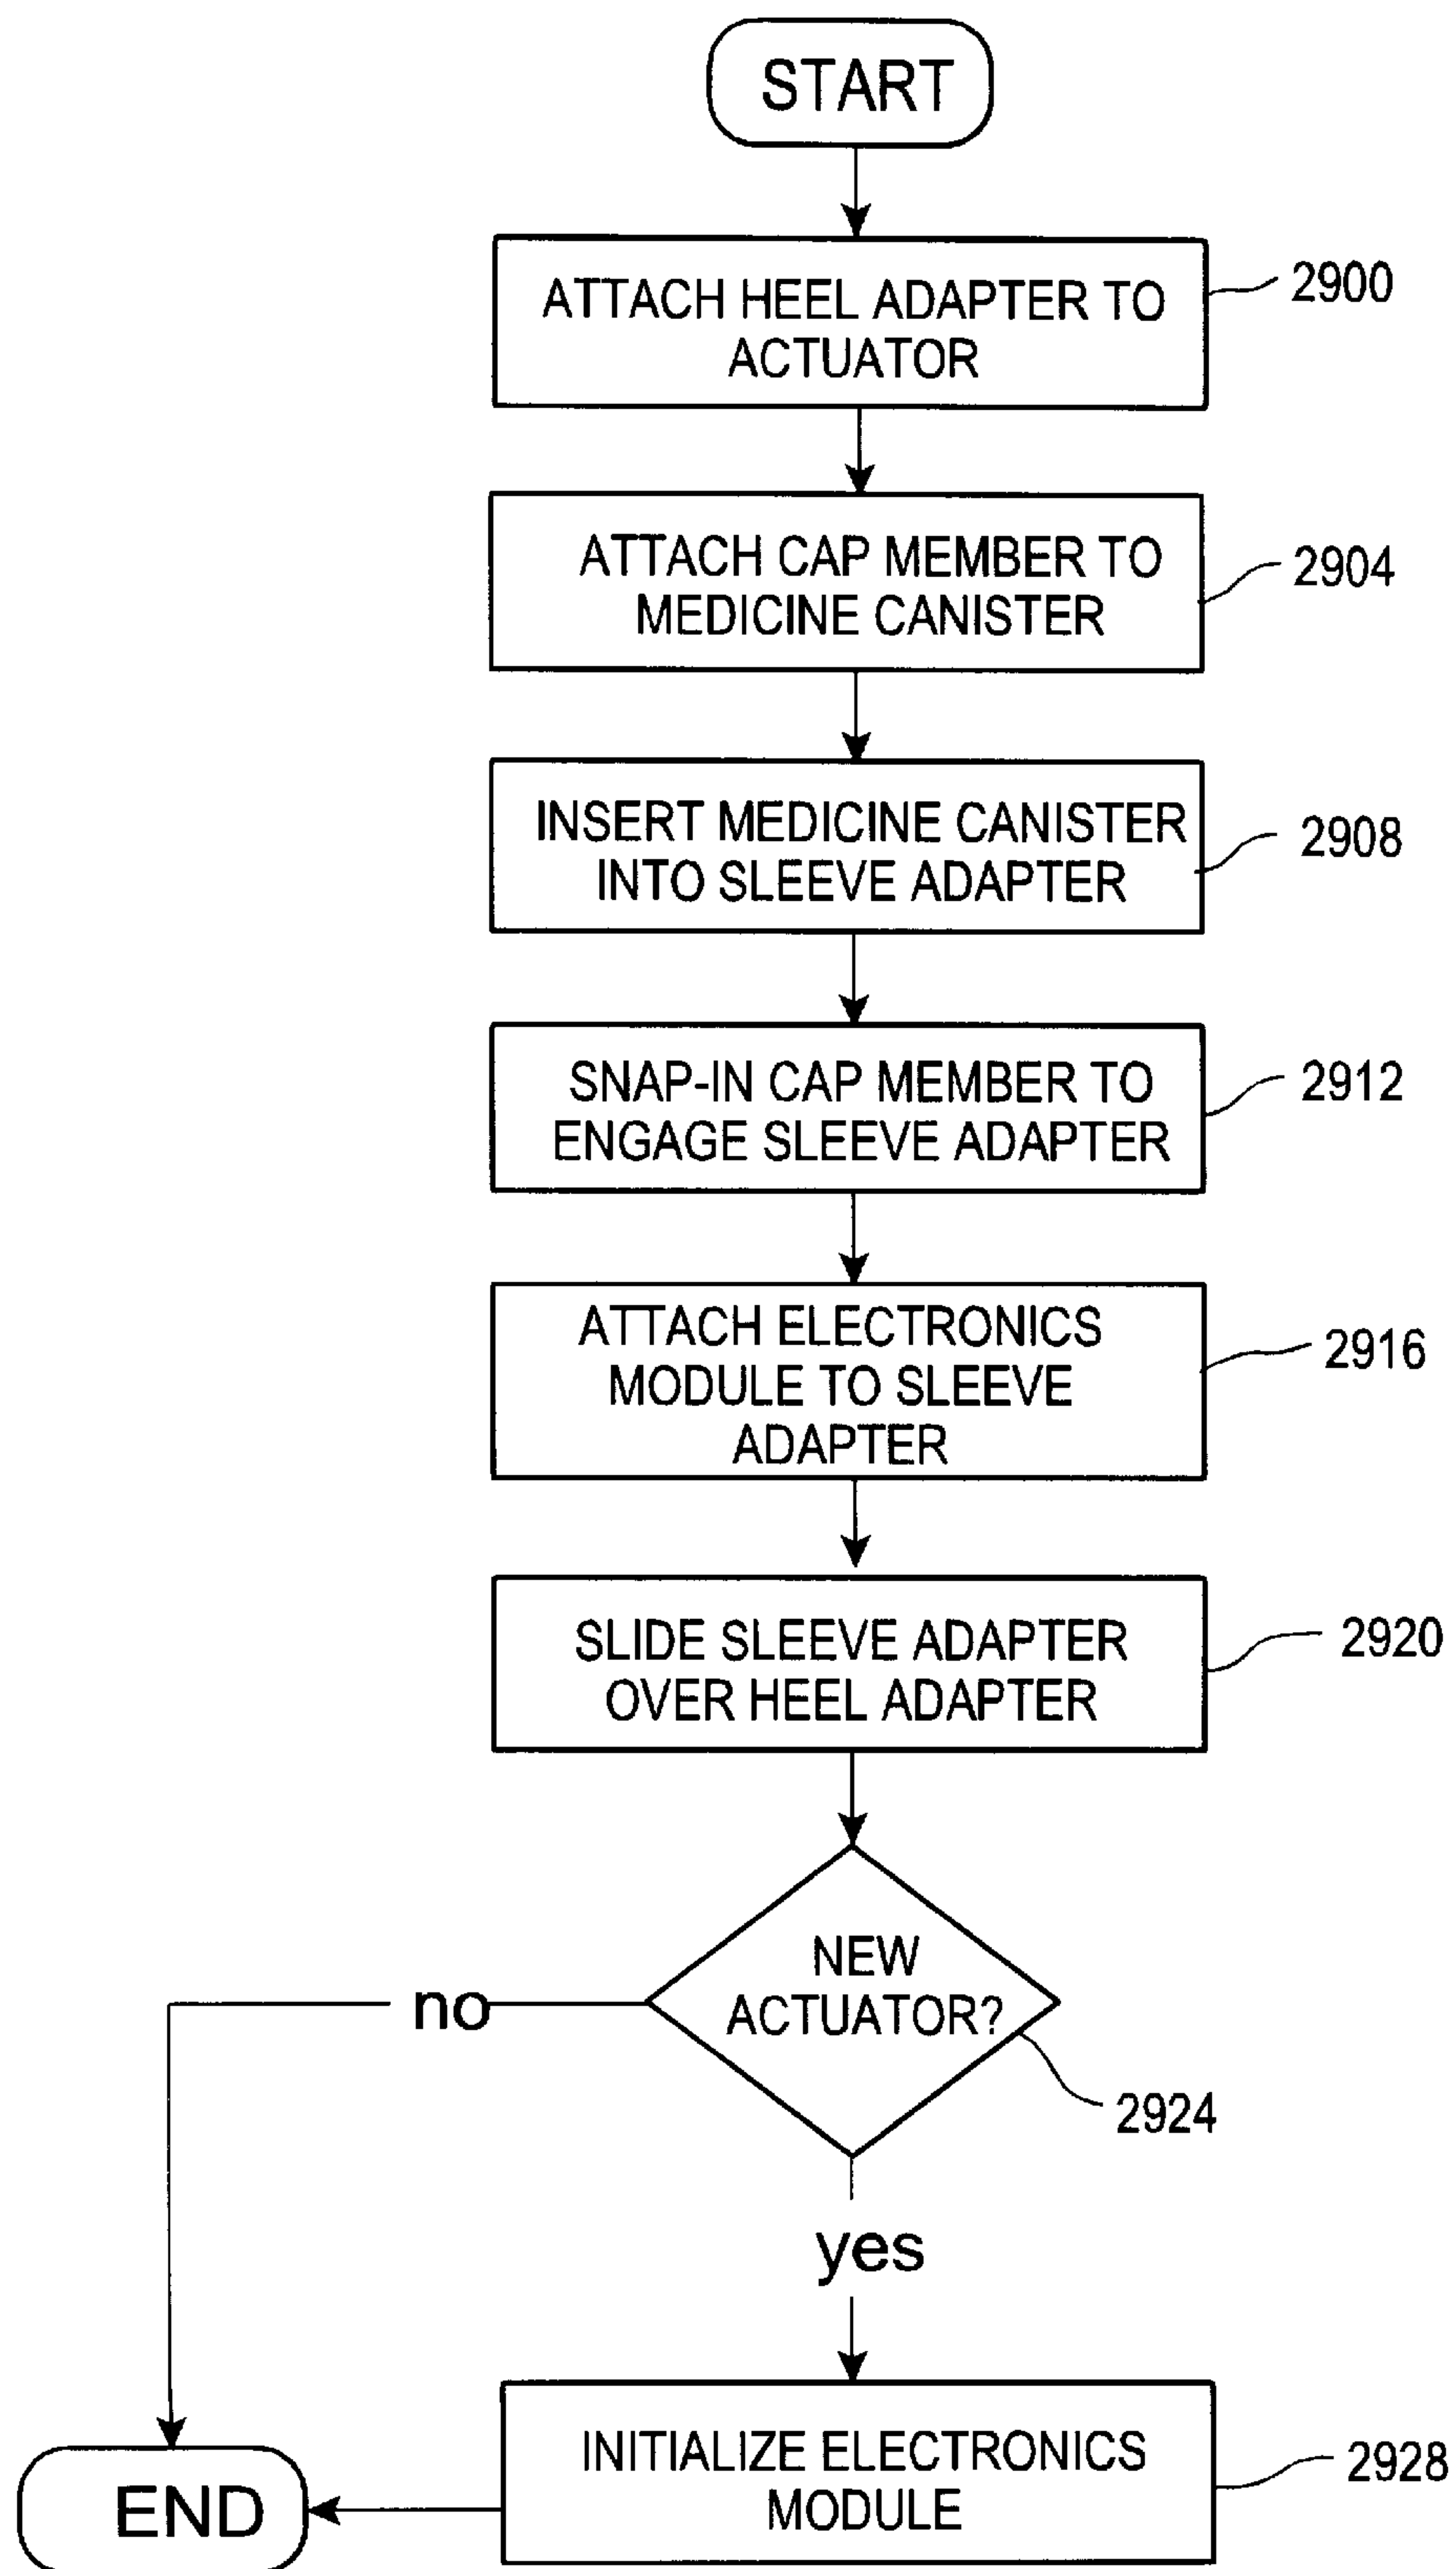 START
ATTACH HEEL ADAPTER TO
ACTUATOR
2900
ATTACH CAP MEMBER TO
MEDICINE CANISTER
2904
INSERT MEDICINE CANISTER
INTO SLEEVE ADAPTER
2908
SNAP-IN CAP MEMBER TO
ENGAGE SLEEVE ADAPTER
2912
ATTACH ELECTRONICS
MODULE TO SLEEVE
ADAPTER
2916
SLIDE SLEEVE ADAPTER
OVER HEEL ADAPTER
2920
NEW
ACTUATOR?
no
2924
yes
INITIALIZE ELECTRONICS
MODULE
2928
END